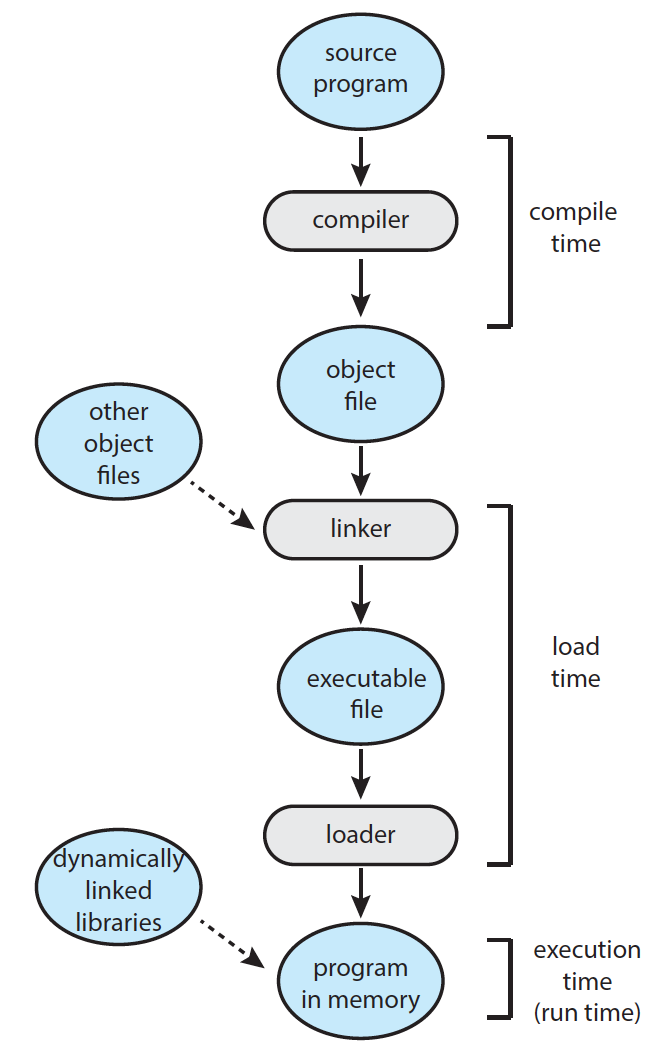 source
program
compiler
compile
time
object
file
other
object
files
linker
load
time
executable
file
loader
dynamically
linked
libraries
program
in memory
execution
time
(run time)